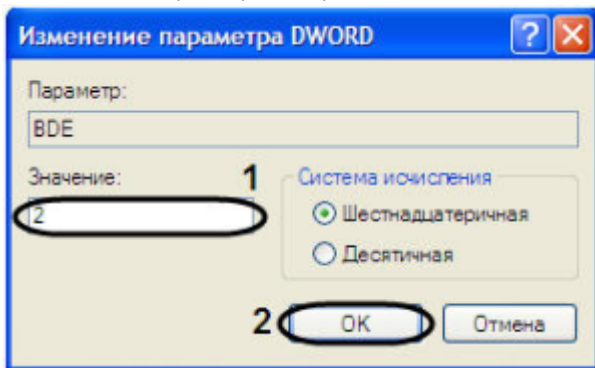 Изменение параметра DWORD
Параметр:
BDE
Значение:
1
2
Система исчисления
Шестнадцатеричная
Десятичная
2
OK
Отмена